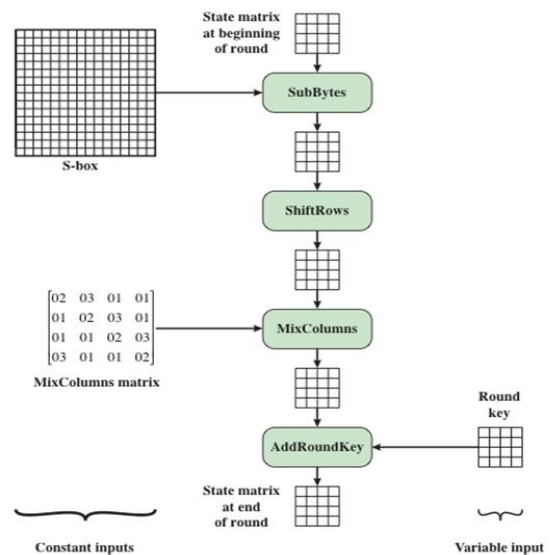 State matrix
at beginning
of round
SubBytes
S-box
ShiftRows
02 03 01 01
01 02 03 01
01 01 02 03
03 01 01 02
MixColumns
MixColumns matrix
Round
key
AddRoundKey
State matrix
at end
of round
Constant inputs
Variable input